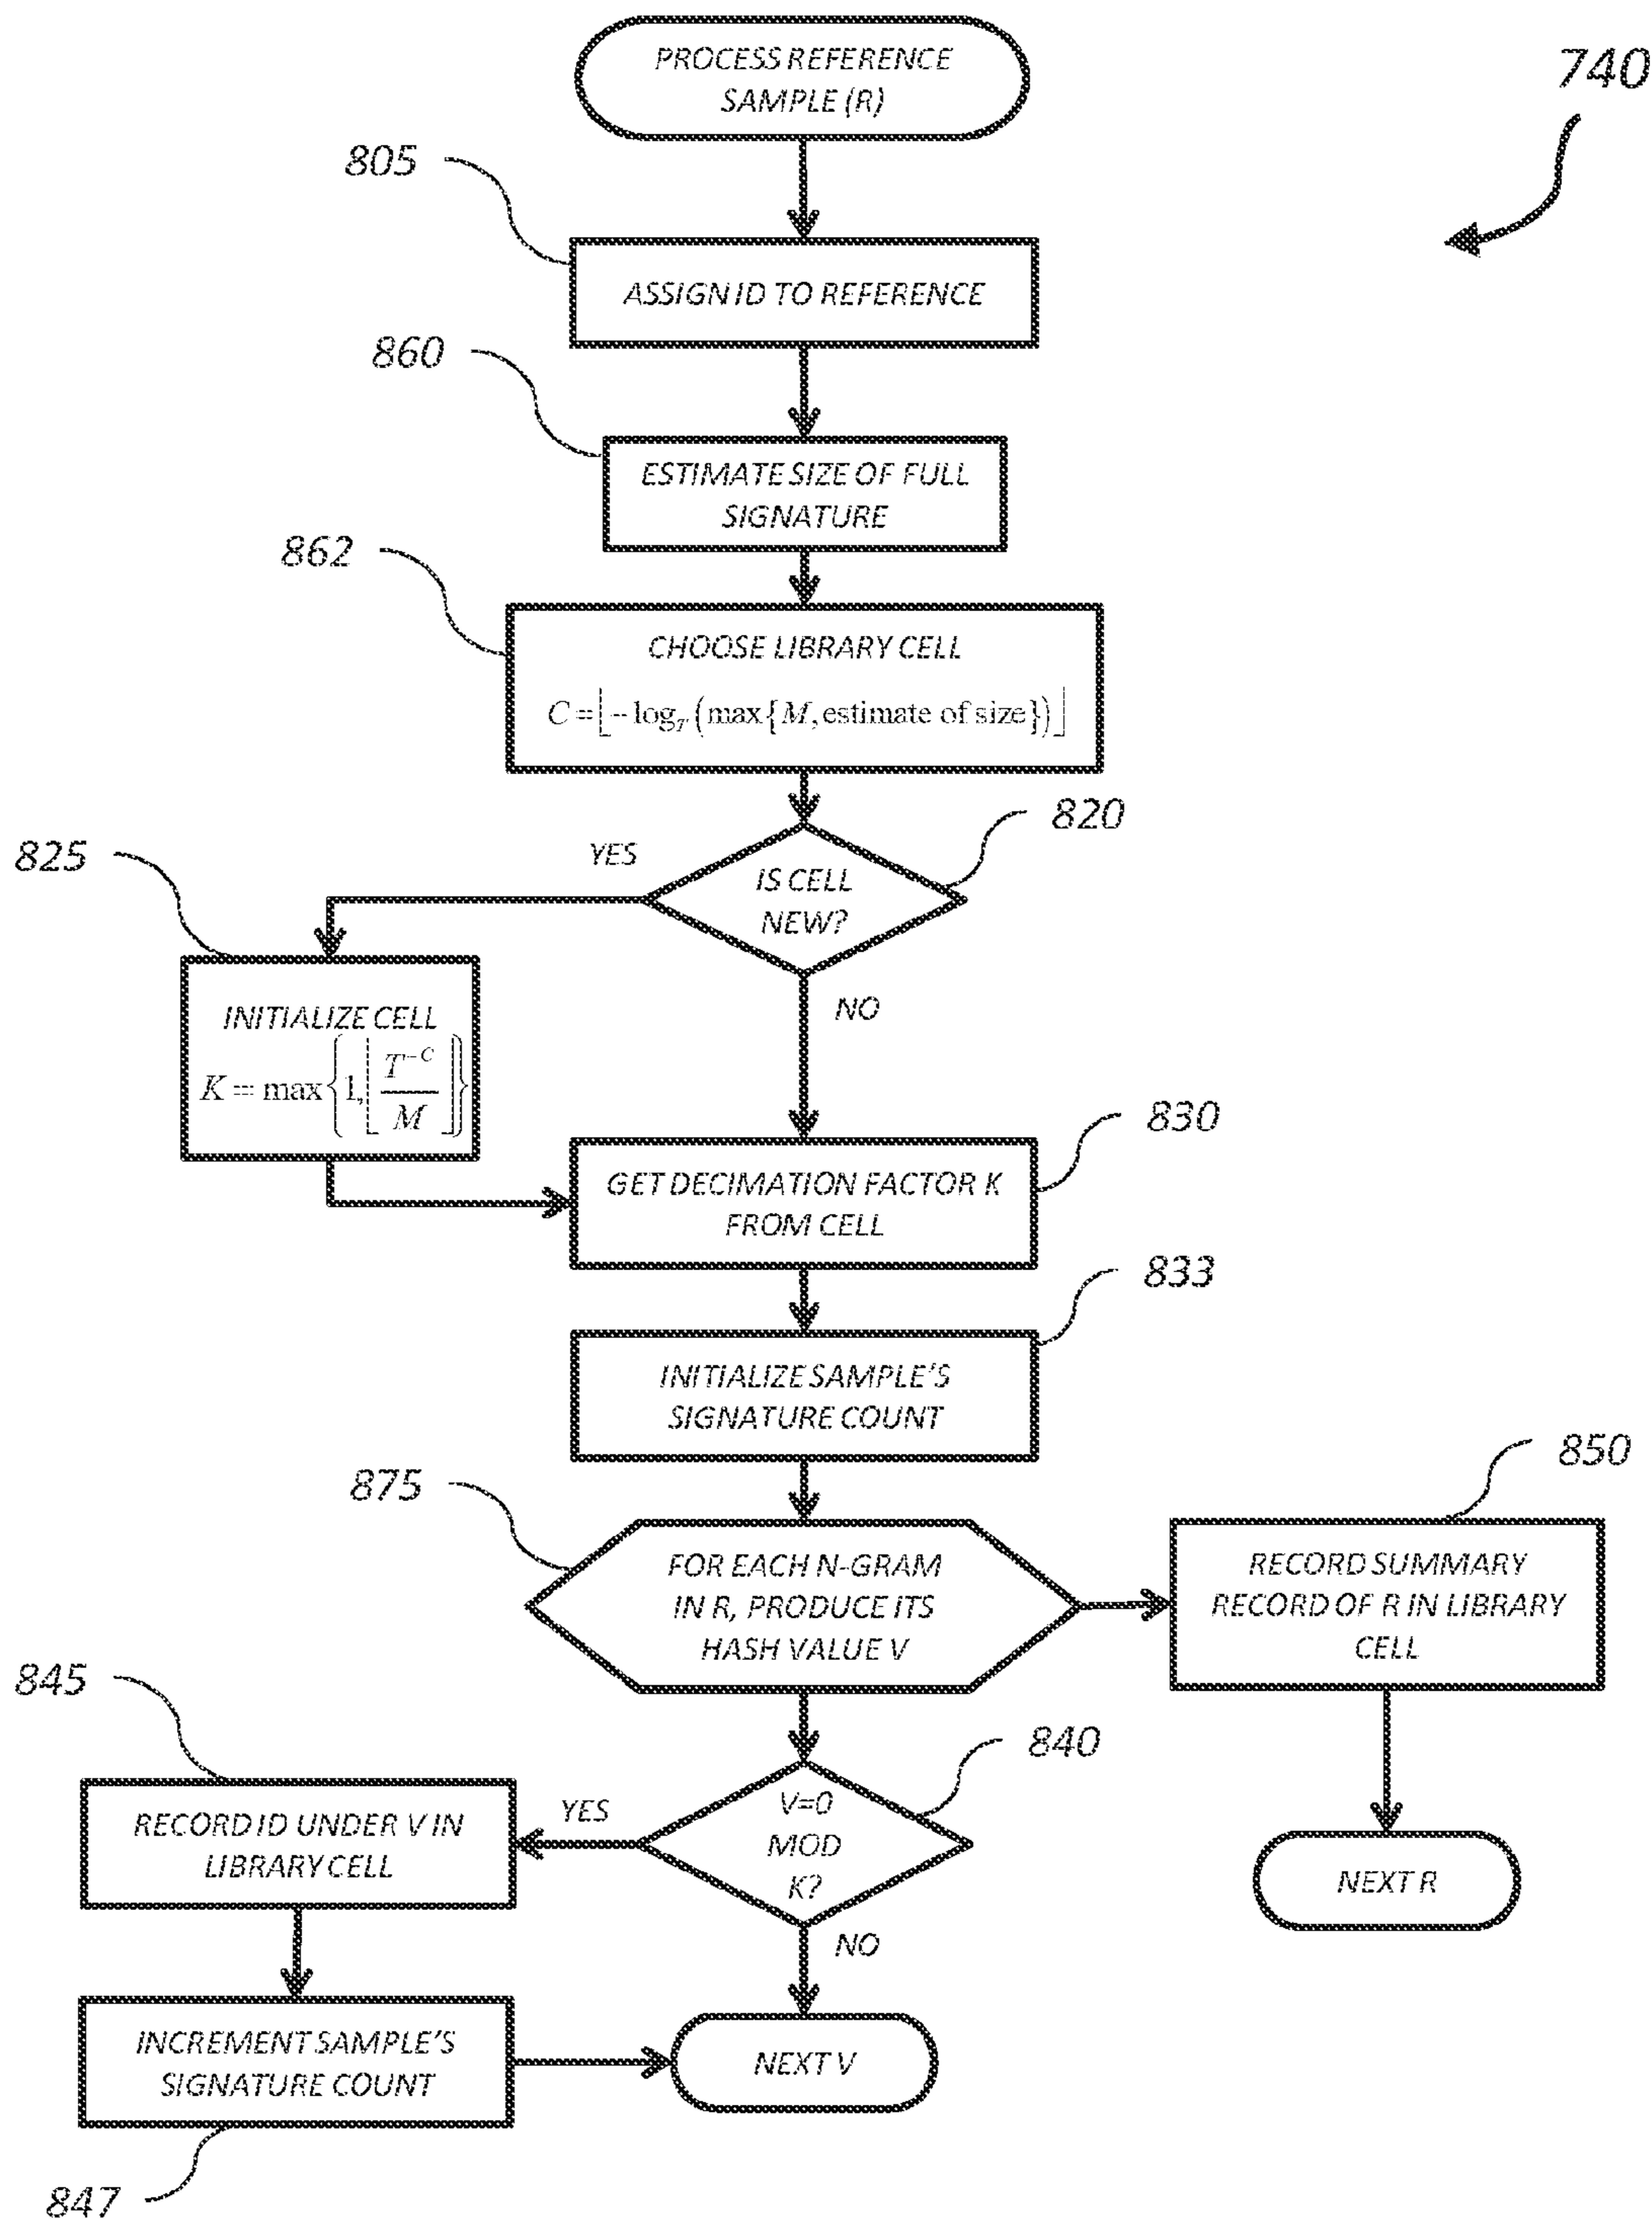 PROCESS REFERENCE
SAMPLE (R)
740
805
ASSIGN ID TO REFERENCE
860
ESTIMATE SIZE OF FULL
SIGNATURE
862
CHOOSE LIBRARY CELL
C = ⌊−log_T(max{M, estimate of size})⌋
820
825
YES
IS CELL
NEW?
NO
INITIALIZE CELL
K = max{1, ⌊T^−C / M⌋}
830
GET DECIMATION FACTOR K
FROM CELL
833
INITIALIZE SAMPLE'S
SIGNATURE COUNT
850
875
FOR EACH N-GRAM
IN R, PRODUCE ITS
HASH VALUE V
RECORD SUMMARY
RECORD OF R IN LIBRARY
CELL
845
840
RECORD ID UNDER V IN
LIBRARY CELL
YES
V=0
MOD
K?
NO
NEXT R
INCREMENT SAMPLE'S
SIGNATURE COUNT
NEXT V
847